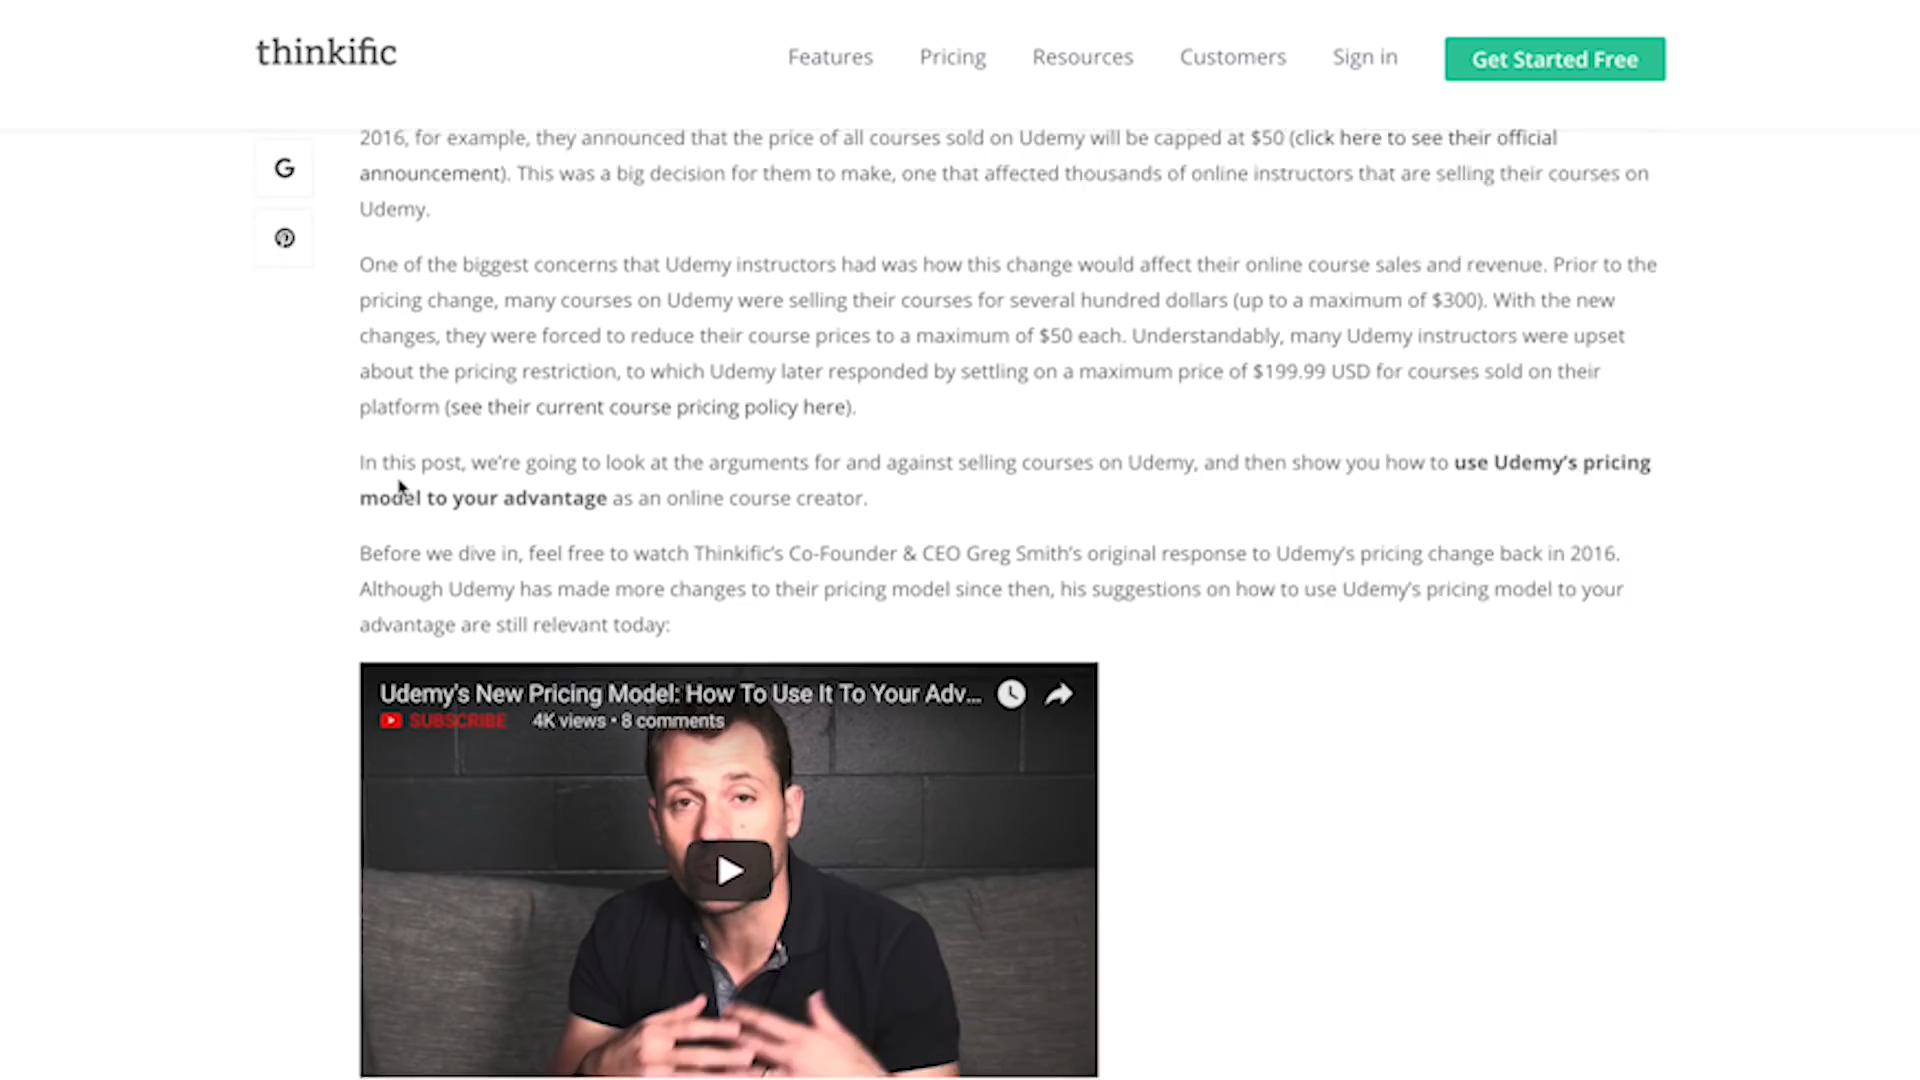 thinkific
Features
Pricing
Resources
Customers
Sign in
Get Started Free
2016, for example, they announced that the price of all courses sold on Udemy will be capped at $50 (click here to see their official
announcement). This was a big decision for them to make, one that affected thousands of online instructors that are selling their courses on
Udemy.
One of the biggest concerns that Udemy instructors had was how this change would affect their online course sales and revenue. Prior to the
pricing change, many courses on Udemy were selling their courses for several hundred dollars (up to a maximum of $300). With the new
changes, they were forced to reduce their course prices to a maximum of $50 each. Understandably, many Udemy instructors were upset
about the pricing restriction, to which Udemy later responded by settling on a maximum price of $199.99 USD for courses sold on their
platform (see their current course pricing policy here).
In this post, we're going to look at the arguments for and against selling courses on Udemy, and then show you how to use Udemy's pricing
model to your advantage as an online course creator.
Before we dive in, feel free to watch Thinkific's Co-Founder & CEO Greg Smith's original response to Udemy's pricing change back in 2016.
Although Udemy has made more changes to their pricing model since then, his suggestions on how to use Udemy's pricing model to your
advantage are still relevant today:
Udemy's New Pricing Model: How To Use It To Your Adv...
SUBSCRIBE 4K views • 8 comments